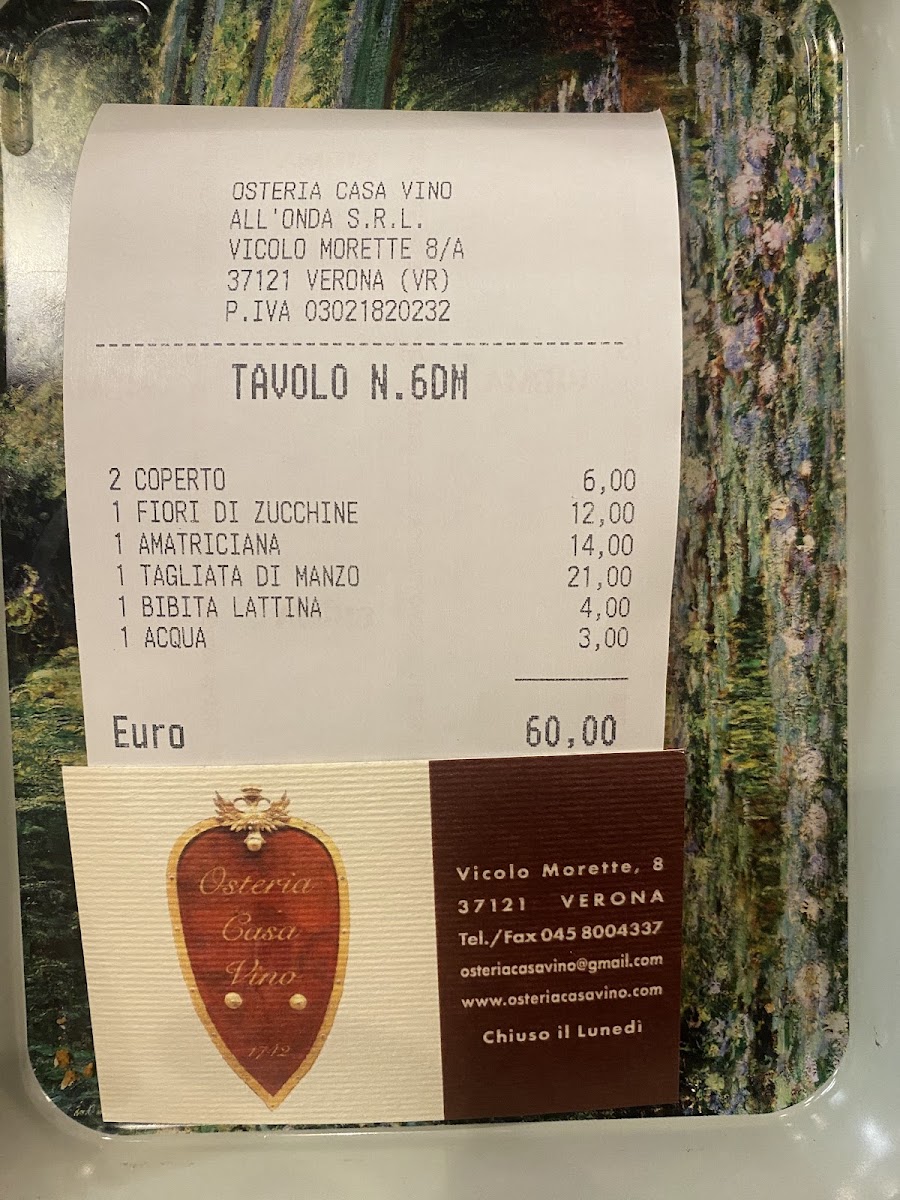 OSTERIA CASA VINO
ALL'ONDA S.R.L.
VICOLO MORETTE 8/A
37121 VERONA (VR)
P.IVA 03021820232
TAVOLO N.6DM
2 COPERTO 6,00
1 FIORI DI ZUCCHINE 12,00
1 AMATRICIANA 14,00
1 TAGLIATA DI MANZO 21,00
1 BIBITA LATTINA 4,00
1 ACQUA 3,00
Euro 60,00
Osteria
Casa
Vino
1742
Vicolo Morette, 8
37121 VERONA
Tel./Fax 045 8004337
osteriacasavino@gmail.com
www.osteriacasavino.com
Chiuso il Lunedì